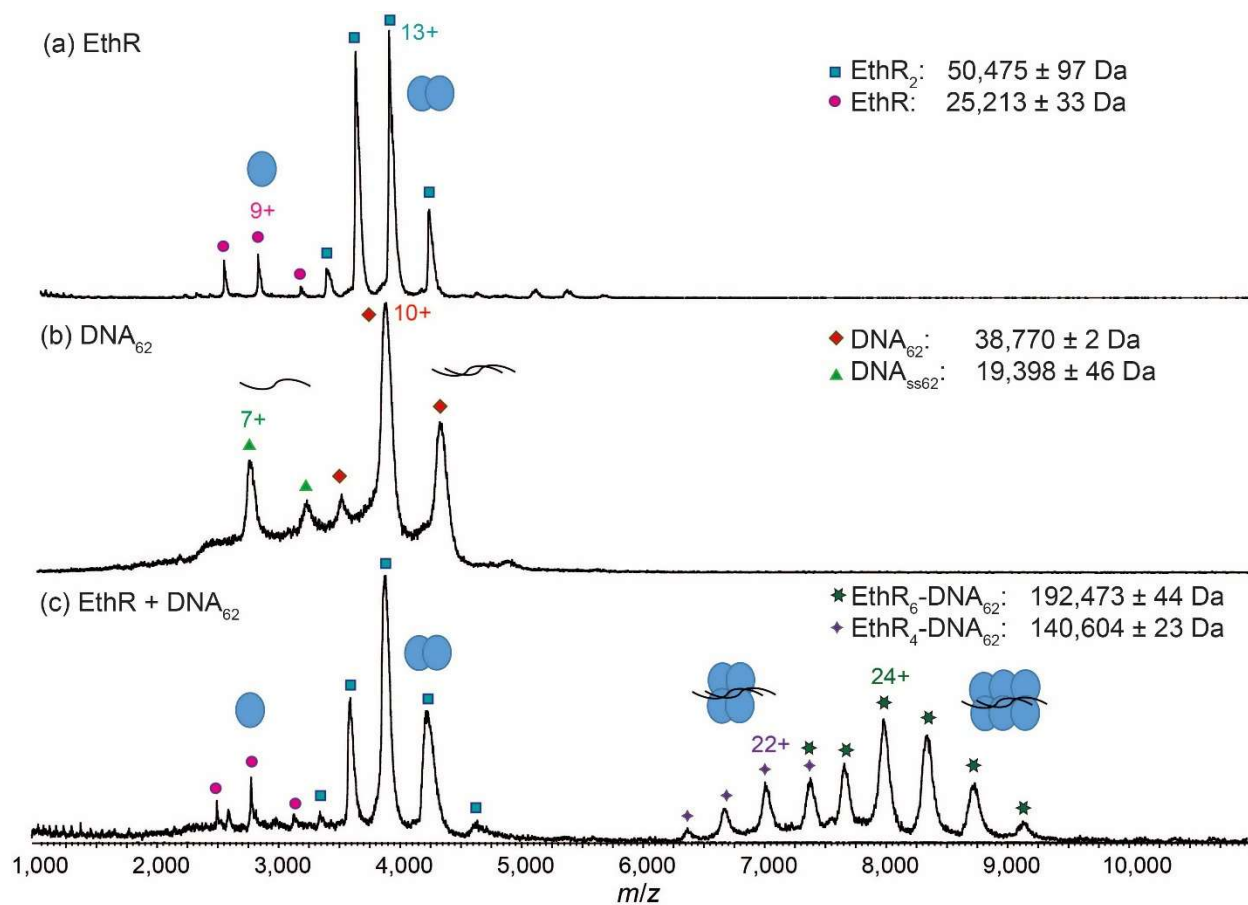 (a) EthR
13+
9+
EthR₂: 50,475 ± 97 Da
EthR: 25,213 ± 33 Da
(b) DNA₆₂
10+
7+
DNA₆₂: 38,770 ± 2 Da
DNAₛₛ₆₂: 19,398 ± 46 Da
(c) EthR + DNA₆₂
EthR₆-DNA₆₂: 192,473 ± 44 Da
EthR₄-DNA₆₂: 140,604 ± 23 Da
24+
22+
1,000 2,000 3,000 4,000 5,000 6,000 7,000 8,000 9,000 10,000
m/z